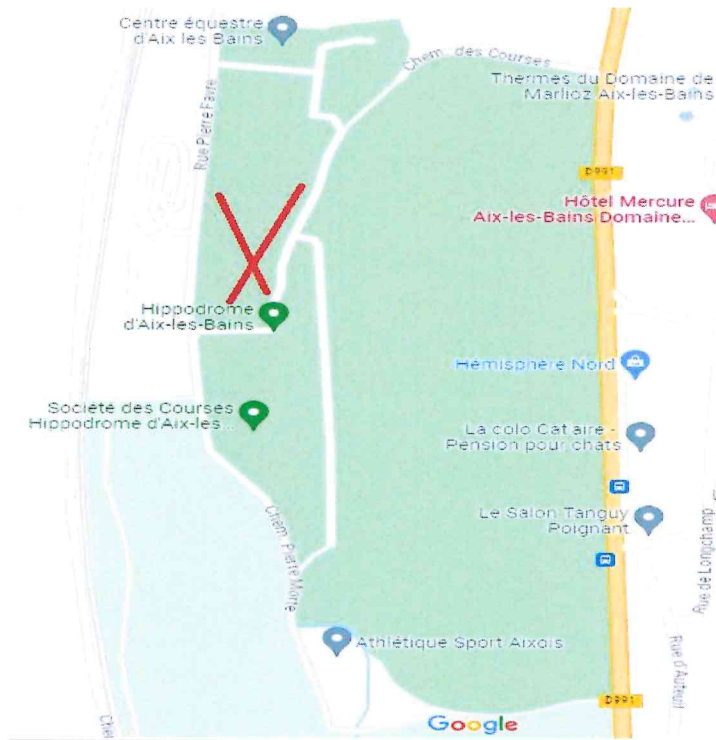 Centre équestre
d'Aix les Bains
Chem. des Courses
Thermes du Domaine de
Marlioz Aix-les-Bains
Rue Pierre Favre
D991
Hôtel Mercure
Aix-les-Bains Domaine...
Hippodrome
d'Aix-les-Bains
Hémisphère Nord
Société des Courses
Hippodrome d'Aix-les...
La colo Cat'aire -
Pension pour chats
Le Salon Tanguy
Poignant
Chem. Pierre
Rue de Longchamp
Athlétique Sport Aixois
Rue d'Auteuil
D991
Cher
Google